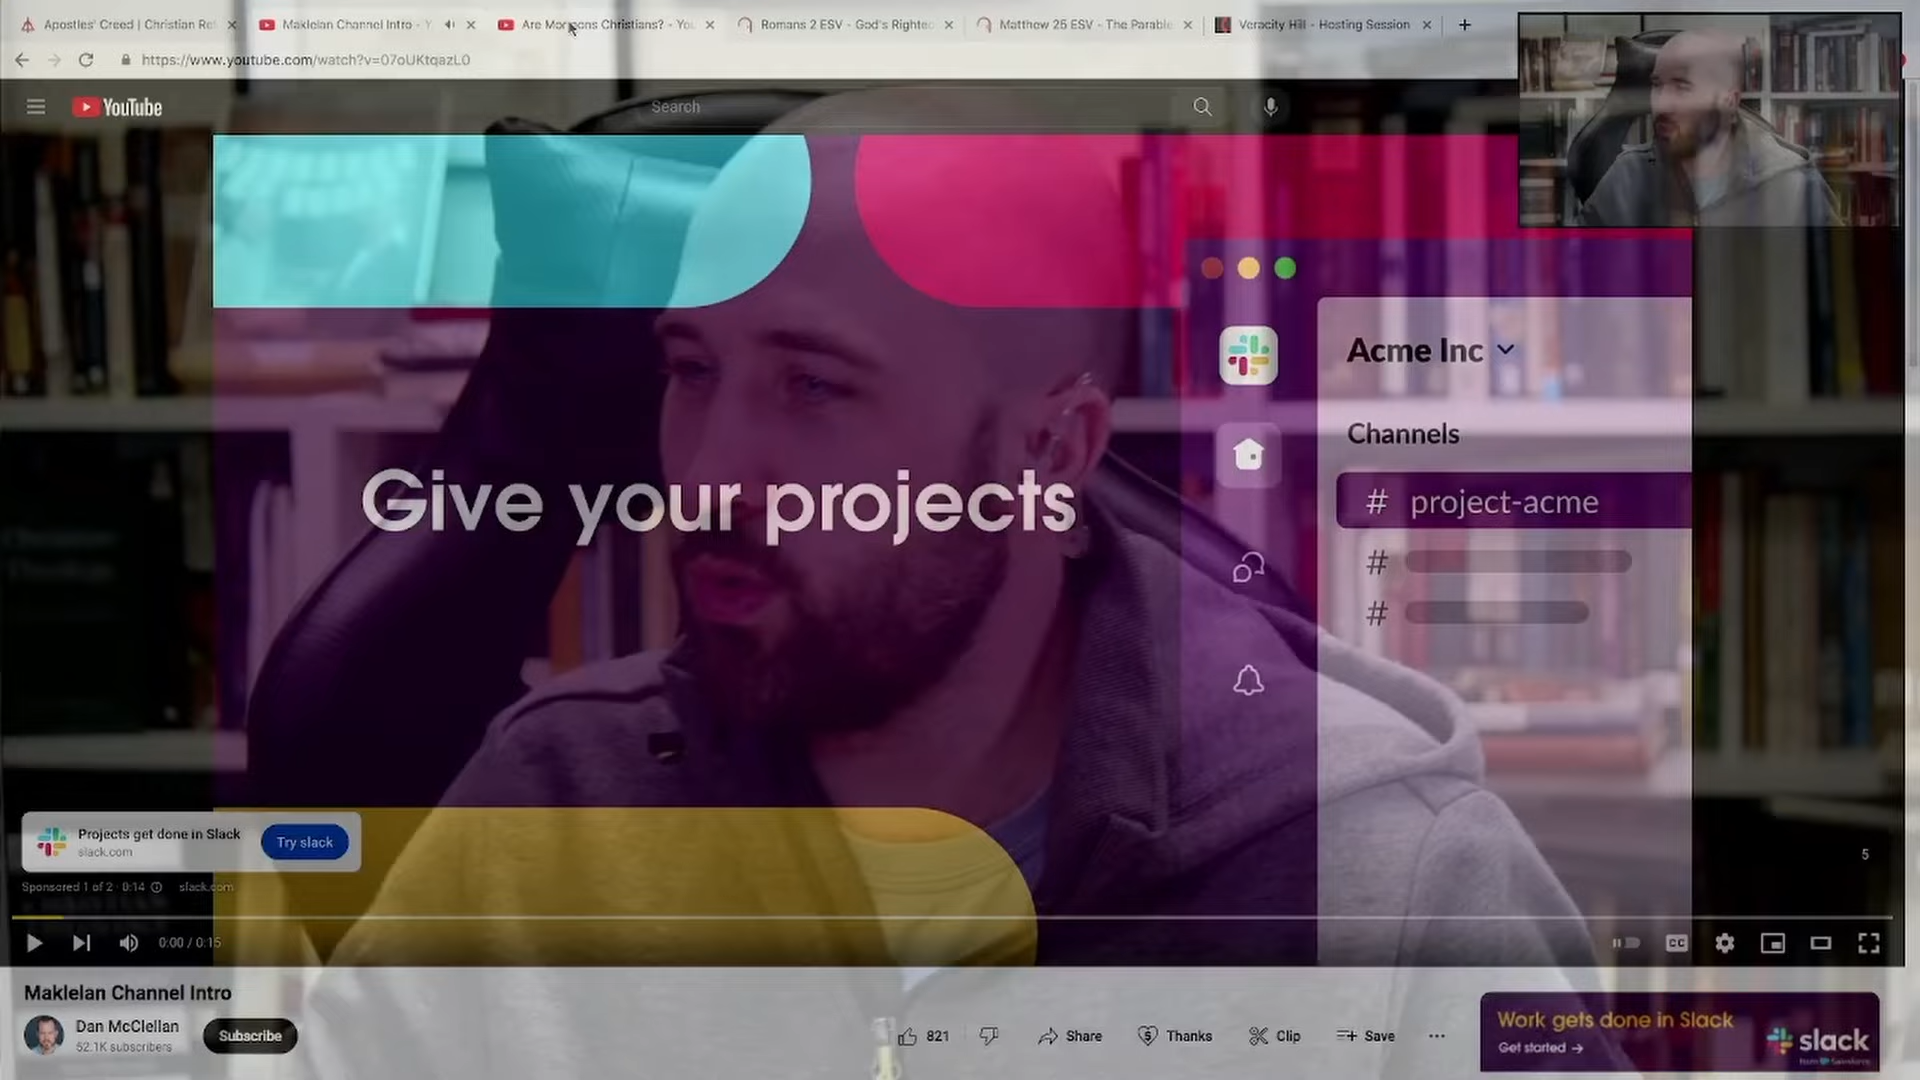 Apostles' Creed | Christian Re
Maklelan Channel Intro - Y
Are Mormons Christians? - You
Romans 2 ESV - God's Righteo
Matthew 25 ESV - The Parable
Veracity Hill - Hosting Session
https://www.youtube.com/watch?v=07oUKtqazL0
YouTube
Search
Acme Inc
Channels
Give your projects
# project-acme
#
#
Projects get done in Slack
slack.com
Try slack
5
Sponsored 1 of 2 · 0:14
slack.com
0:00 / 0:15
CC
Maklelan Channel Intro
Dan McClellan
52.1K subscribers
Subscribe
821
Share
Thanks
Clip
Save
Work gets done in Slack
Get started →
slack
from Salesforce